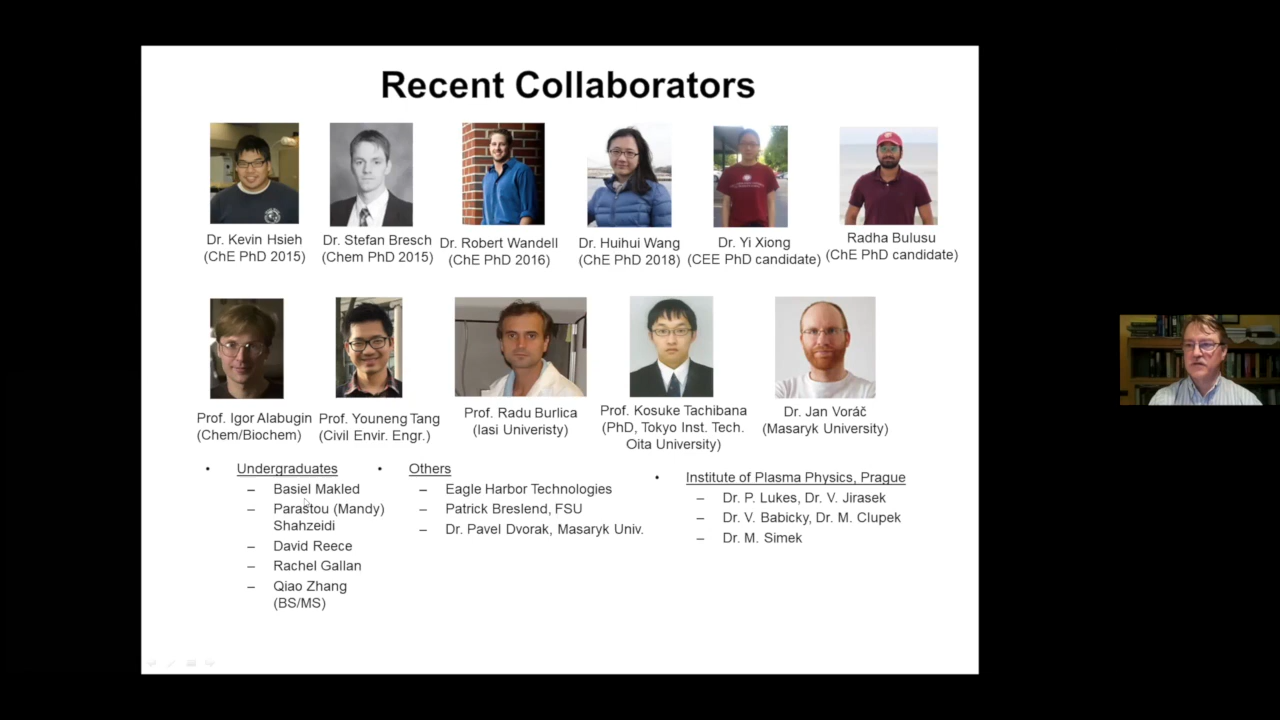 Recent Collaborators
Dr. Kevin Hsieh
(ChE PhD 2015)
Dr. Stefan Bresch
(Chem PhD 2015)
Dr. Robert Wandell
(ChE PhD 2016)
Dr. Huihui Wang
(ChE PhD 2018)
Dr. Yi Xiong
(CEE PhD candidate)
Radha Bulusu
(ChE PhD candidate)
Prof. Igor Alabugin
(Chem/Biochem)
Prof. Youneng Tang
(Civil Envir. Engr.)
Prof. Radu Burlica
(Iasi Univeristy)
Prof. Kosuke Tachibana
(PhD, Tokyo Inst. Tech.
Oita University)
Dr. Jan Voráč
(Masaryk University)
• Undergraduates
– Basiel Makled
– Parastou (Mandy)
Shahzeidi
– David Reece
– Rachel Gallan
– Qiao Zhang
(BS/MS)
• Others
– Eagle Harbor Technologies
– Patrick Breslend, FSU
– Dr. Pavel Dvorak, Masaryk Univ.
• Institute of Plasma Physics, Prague
– Dr. P. Lukes, Dr. V. Jirasek
– Dr. V. Babicky, Dr. M. Clupek
– Dr. M. Simek